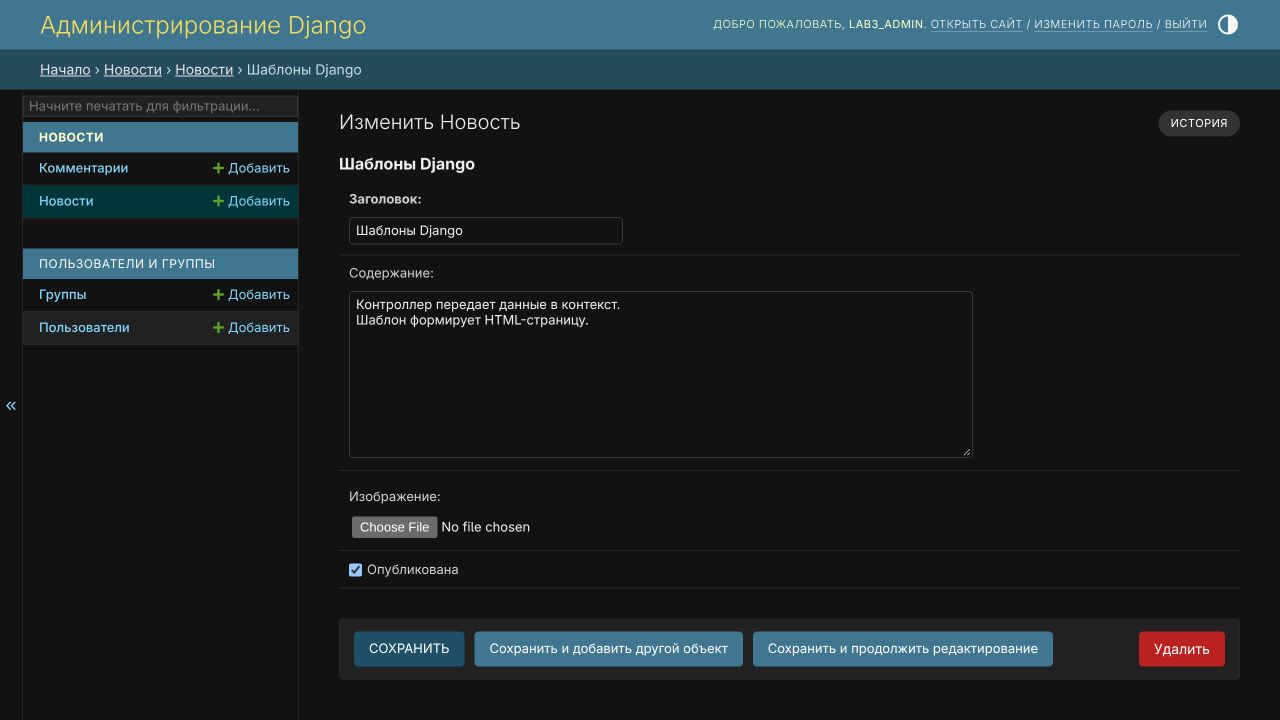 Администрирование Django
ДОБРО ПОЖАЛОВАТЬ, LAB3_ADMIN. ОТКРЫТЬ САЙТ / ИЗМЕНИТЬ ПАРОЛЬ / ВЫЙТИ
Начало › Новости › Новости › Шаблоны Django
«
Начните печатать для фильтрации...
НОВОСТИ
Комментарии + Добавить
Новости + Добавить
ПОЛЬЗОВАТЕЛИ И ГРУППЫ
Группы + Добавить
Пользователи + Добавить
Изменить Новость
ИСТОРИЯ
Шаблоны Django
Заголовок:
Шаблоны Django
Содержание:
Контроллер передает данные в контекст.
Шаблон формирует HTML-страницу.
Изображение:
Choose File No file chosen
Опубликована
СОХРАНИТЬ Сохранить и добавить другой объект Сохранить и продолжить редактирование Удалить